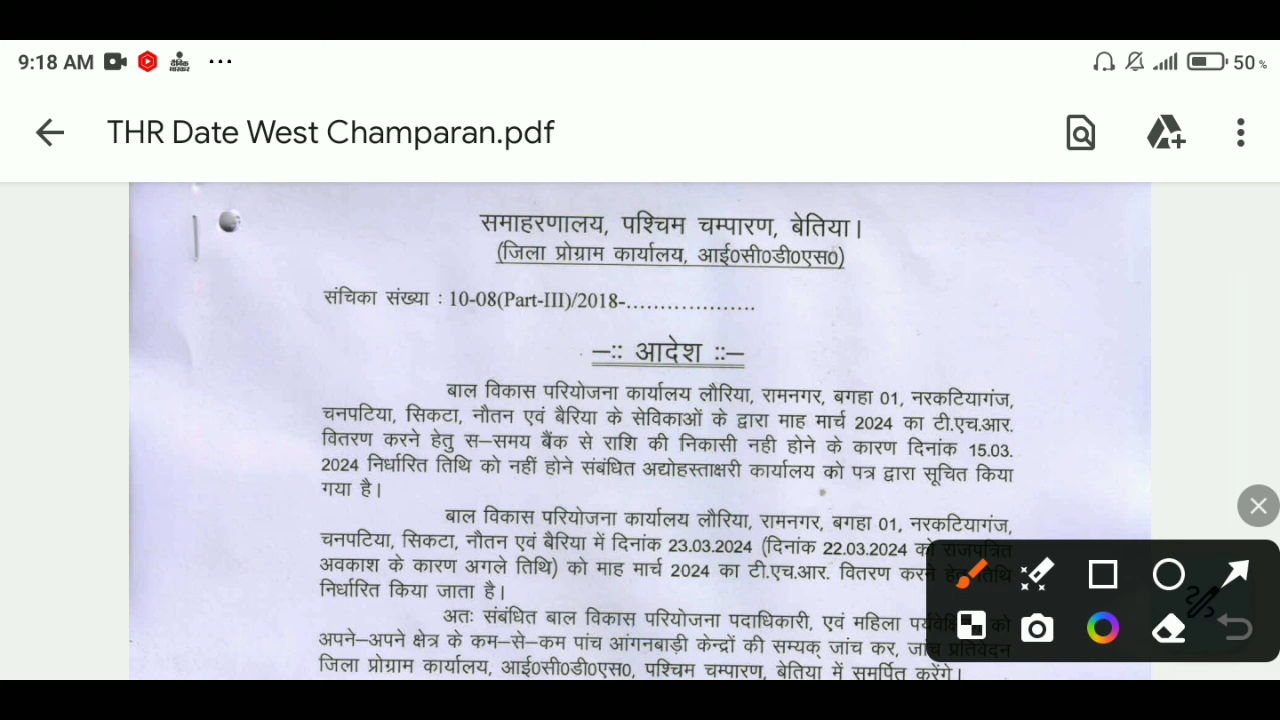 9:18 AM
50 %
THR Date West Champaran.pdf
समाहरणालय, पश्चिम चम्पारण, बेतिया।
(जिला प्रोग्राम कार्यालय, आई0सी0डी0एस0)
संचिका संख्या : 10-08(Part-III)/2018-...................
—:: आदेश ::—
बाल विकास परियोजना कार्यालय लौरिया, रामनगर, बगहा 01, नरकटियागंज,
चनपटिया, सिकटा, नौतन एवं बैरिया के सेविकाओं के द्वारा माह मार्च 2024 का टी.एच.आर.
वितरण करने हेतु स–समय बैंक से राशि की निकासी नही होने के कारण दिनांक 15.03.
2024 निर्धारित तिथि को नहीं होने संबंधित अद्योहस्ताक्षरी कार्यालय को पत्र द्वारा सूचित किया
गया है।
बाल विकास परियोजना कार्यालय लौरिया, रामनगर, बगहा 01, नरकटियागंज,
चनपटिया, सिकटा, नौतन एवं बैरिया में दिनांक 23.03.2024 (दिनांक 22.03.2024 को राजपत्रित
अवकाश के कारण अगले तिथि) को माह मार्च 2024 का टी.एच.आर. वितरण करने हेतु तिथि
निर्धारित किया जाता है।
अतः संबंधित बाल विकास परियोजना पदाधिकारी, एवं महिला को
अपने–अपने क्षेत्र के कम–से–कम पांच आंगनबाड़ी केन्द्रों की सम्यक् जांच कर, जांच प्रतिवेदन
जिला प्रोग्राम कार्यालय, आई0सी0डी0एस0, पश्चिम चम्पारण, बेतिया में समर्पित करेंगे।